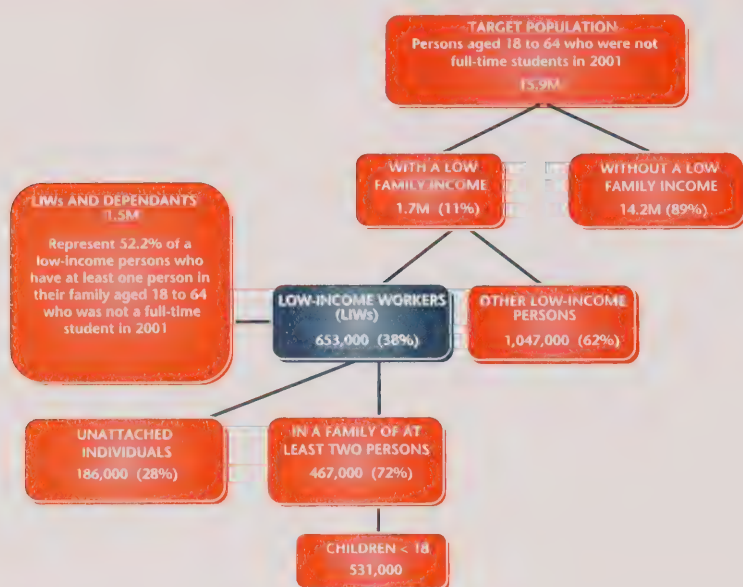 TARGET POPULATION
Persons aged 18 to 64 who were not
full-time students in 2001
15.9M
WITH A LOW
FAMILY INCOME
1.7M (11%)
WITHOUT A LOW
FAMILY INCOME
14.2M (89%)
LIWs AND DEPENDANTS
1.5M
Represent 52.2% of a
low-income persons who
have at least one person in
their family aged 18 to 64
who was not a full-time
student in 2001
LOW-INCOME WORKERS
(LIWs)
653,000 (38%)
OTHER LOW-INCOME
PERSONS
1,047,000 (62%)
UNATTACHED
INDIVIDUALS
186,000 (28%)
IN A FAMILY OF AT
LEAST TWO PERSONS
467,000 (72%)
CHILDREN < 18
531,000